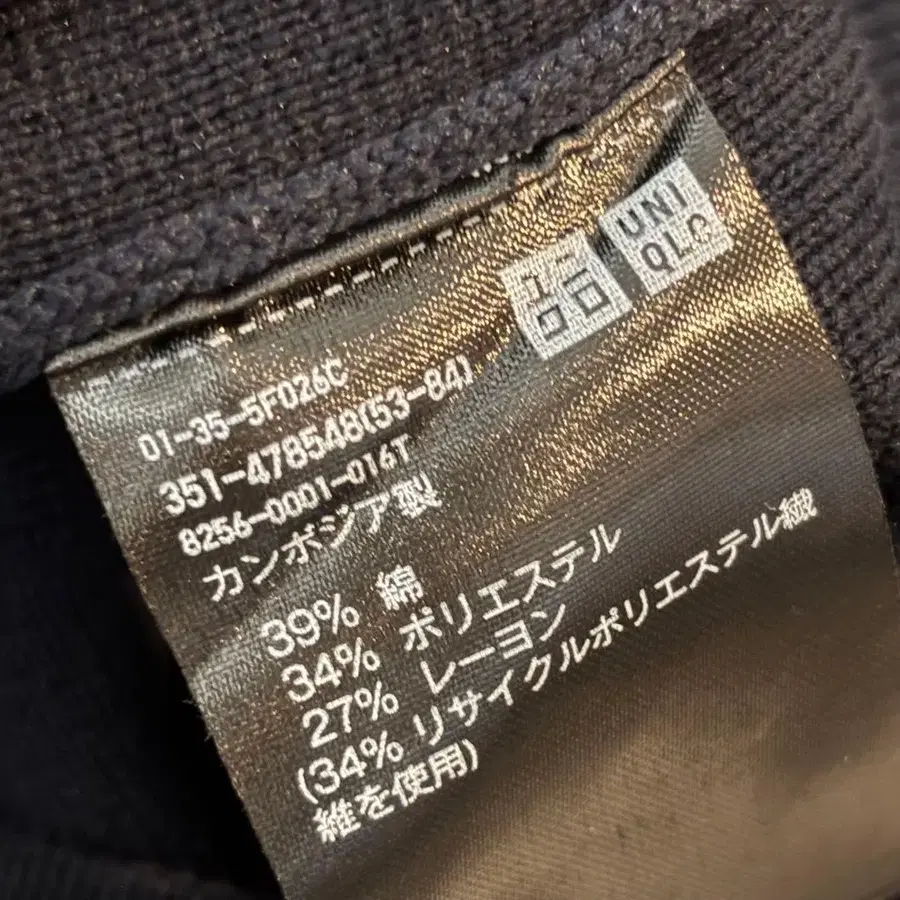 ユニ
クロ
UNI
QLO
01-35-5F026C
351-478548(53-84)
8256-0001-016T
カンボジア製
39% 綿
34% ポリエステル
27% レーヨン
(34% リサイクルポリエステル繊
維を使用)